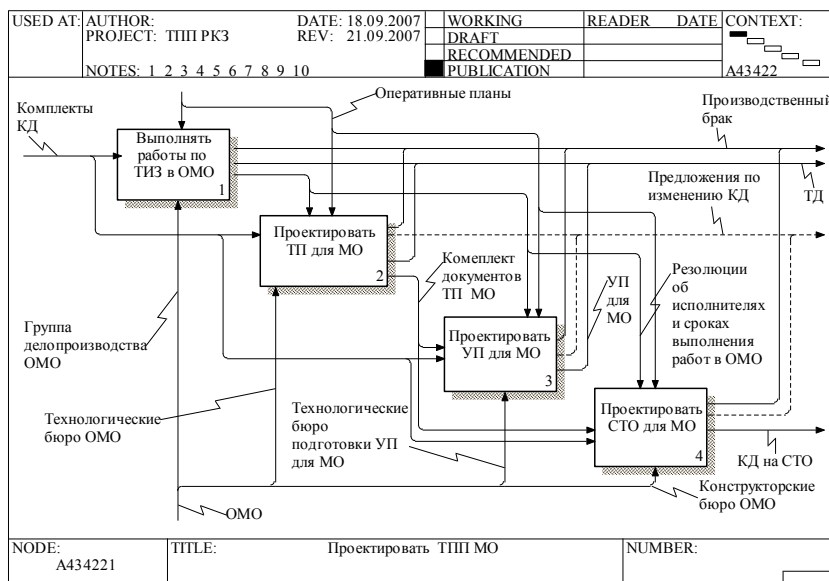 USED AT:
AUTHOR:
DATE: 18.09.2007
WORKING
READER
DATE
CONTEXT:
PROJECT: ТПП РКЗ
REV: 21.09.2007
DRAFT
RECOMMENDED
NOTES: 1 2 3 4 5 6 7 8 9 10
PUBLICATION
A43422
Комплекты
КД
Оперативные планы
Производственный
брак
Выполнять
работы по
ТИЗ в ОМО
1
Предложения по
изменению КД
ТД
Проектировать
ТП для МО
2
Комеплект
документов
ТП МО
УП
для
МО
Резолюции
об
исполнителях
и сроках
выполнения
работ в ОМО
Группа
делопроизводства
ОМО
Проектировать
УП для МО
3
Технологические
бюро ОМО
Технологические
бюро
подготовки УП
для МО
Проектировать
СТО для МО
4
КД на СТО
ОМО
Конструкторские
бюро ОМО
NODE:
A434221
TITLE:
Проектировать ТПП МО
NUMBER: